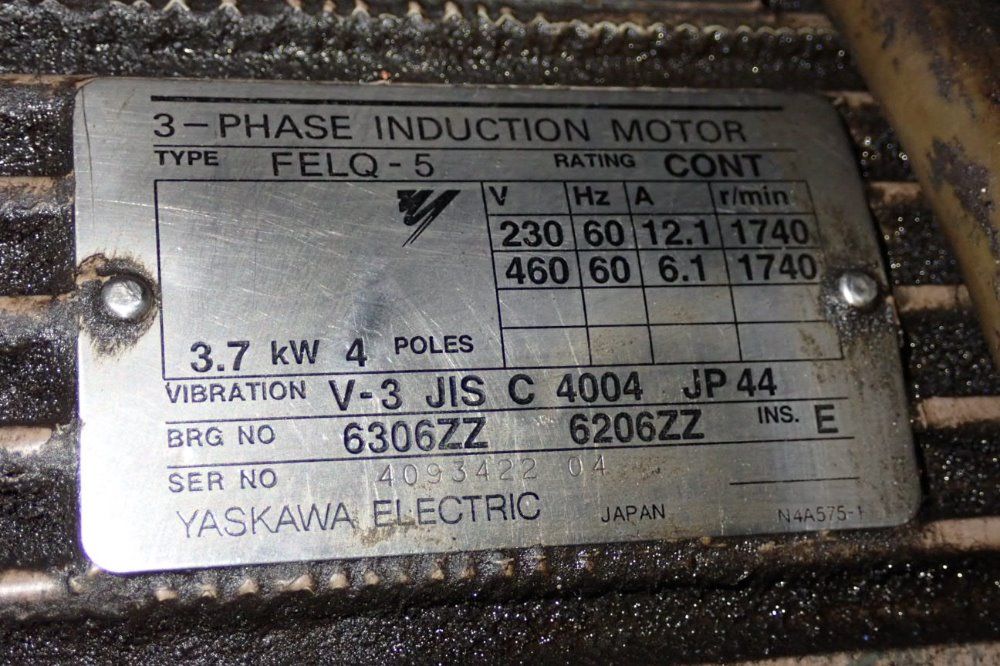 3-PHASE INDUCTION MOTOR
TYPE FELQ-5 RATING CONT
V Hz A r/min
230 60 12.1 1740
460 60 6.1 1740
3.7 kW 4 POLES
VIBRATION V-3 JIS C 4004 JP 44
BRG NO 6306ZZ 6206ZZ INS. E
SER NO 4093422 04
YASKAWA ELECTRIC JAPAN N4A575-1